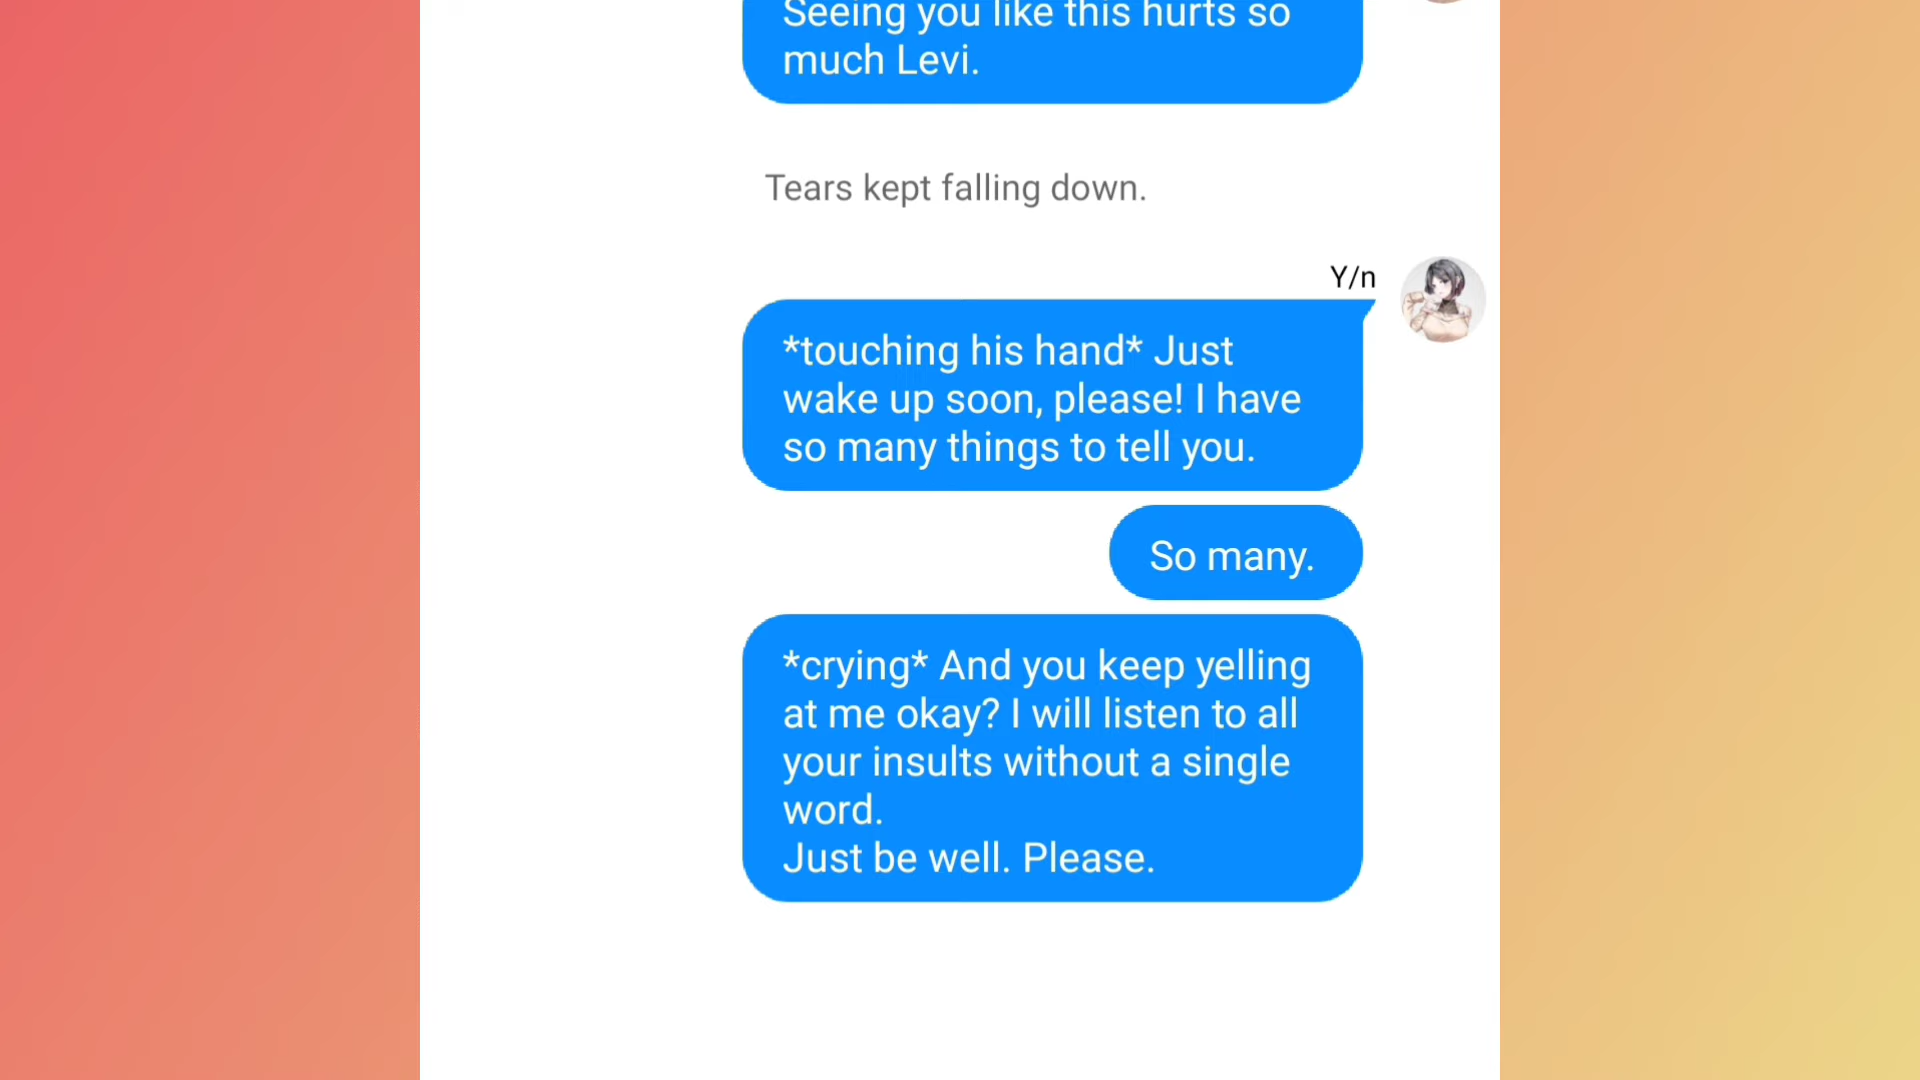 Seeing you like this hurts so
much Levi.
Tears kept falling down.
Y/n
*touching his hand* Just
wake up soon, please! I have
so many things to tell you.
So many.
*crying* And you keep yelling
at me okay? I will listen to all
your insults without a single
word.
Just be well. Please.